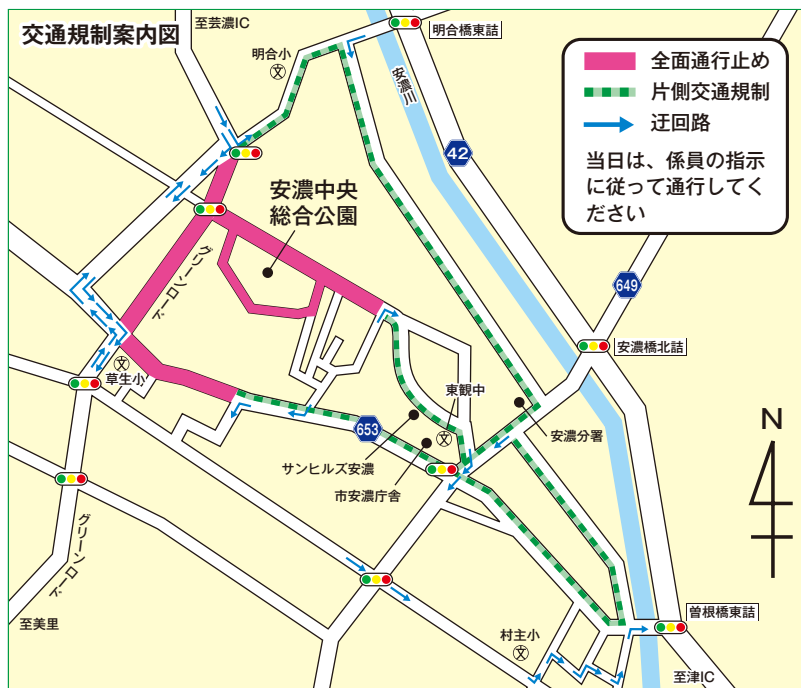 交通規制案内図
至芸濃IC
明合小
文
明合橋東詰
安濃川
全面通行止め
片側交通規制
迂回路
当日は、係員の指示
に従って通行してく
ださい
42
安濃中央
総合公園
グリーンロード
649
安濃橋北詰
文
草生小
東観中
文
653
サンヒルズ安濃
市安濃庁舎
安濃分署
N
グリーンロード
至美里
村主小
文
曽根橋東詰
至津IC